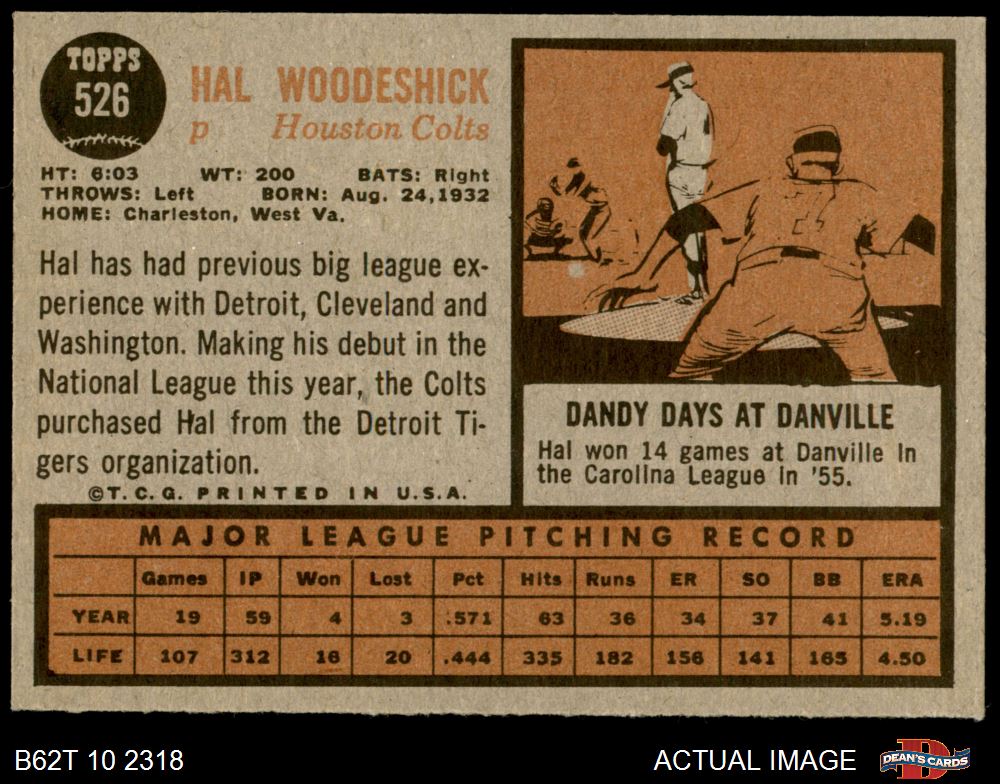 TOPPS
526
HAL WOODESHICK
p Houston Colts
HT: 6:03 WT: 200 BATS: Right
THROWS: Left BORN: Aug. 24,1932
HOME: Charleston, West Va.
Hal has had previous big league ex-
perience with Detroit, Cleveland and
Washington. Making his debut in the
National League this year, the Colts
purchased Hal from the Detroit Ti-
gers organization.
©T.C.G. PRINTED IN U.S.A.
DANDY DAYS AT DANVILLE
Hal won 14 games at Danville in
the Carolina League in '55.
MAJOR LEAGUE PITCHING RECORD
Games IP Won Lost Pct Hits Runs ER SO BB ERA
YEAR 19 59 4 3 .571 63 36 34 37 41 5.19
LIFE 107 312 16 20 .444 335 182 156 141 165 4.50
B62T 10 2318 ACTUAL IMAGE DEAN'S CARDS